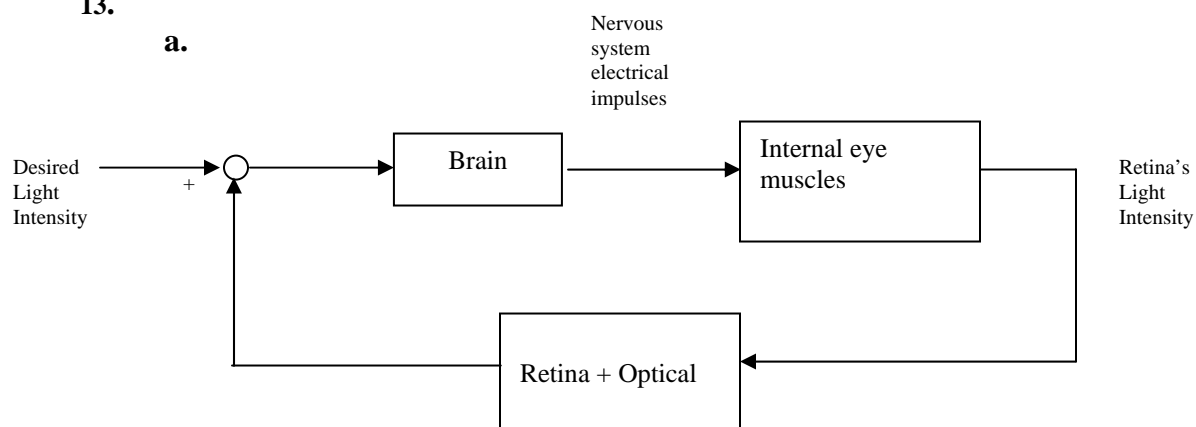 13.
a.
Nervous
system
electrical
impulses
Desired
Light
Intensity
+
Brain
Internal eye
muscles
Retina's
Light
Intensity
Retina + Optical